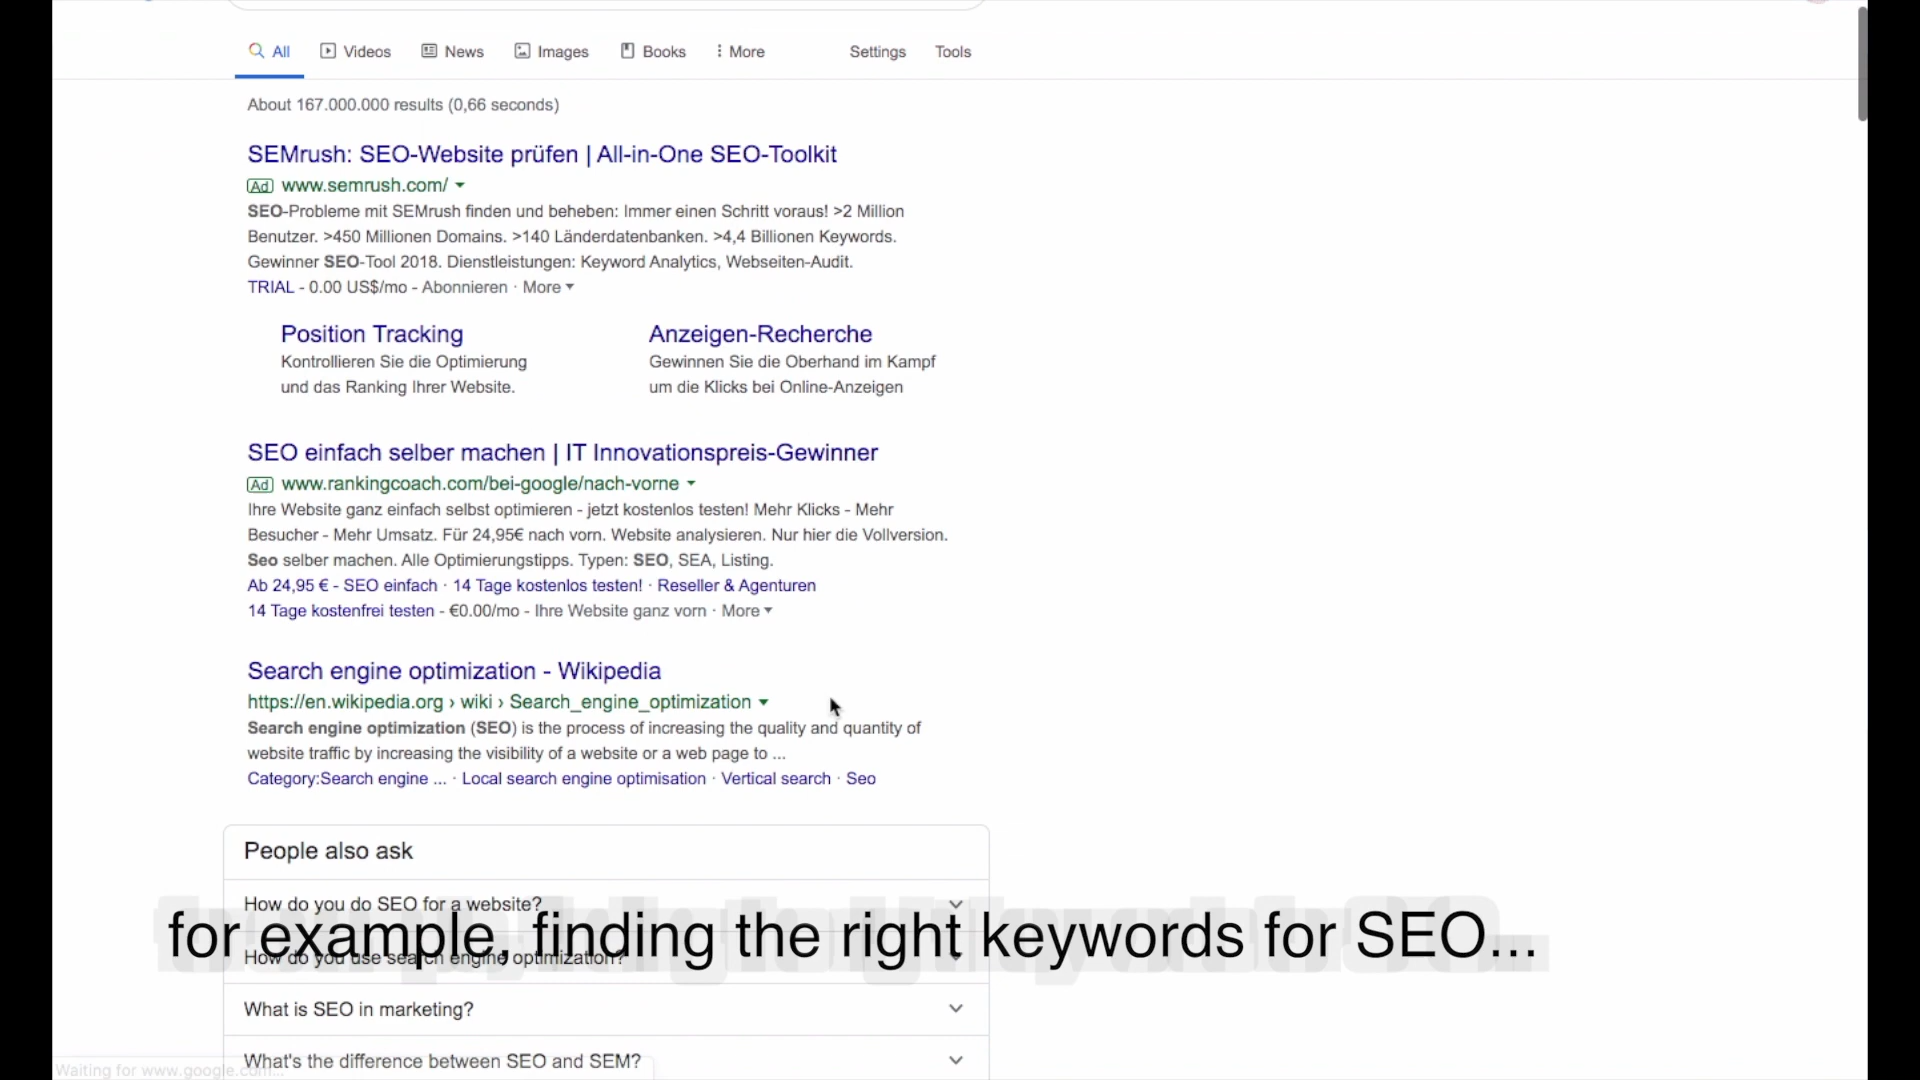 All Videos News Images Books More Settings Tools
About 167.000.000 results (0,66 seconds)
SEMrush: SEO-Website prüfen | All-in-One SEO-Toolkit
Ad www.semrush.com/
SEO-Probleme mit SEMrush finden und beheben: Immer einen Schritt voraus! >2 Million
Benutzer. >450 Millionen Domains. >140 Länderdatenbanken. >4,4 Billionen Keywords.
Gewinner SEO-Tool 2018. Dienstleistungen: Keyword Analytics, Webseiten-Audit.
TRIAL - 0.00 US$/mo - Abonnieren · More
Position Tracking
Kontrollieren Sie die Optimierung
und das Ranking Ihrer Website.
Anzeigen-Recherche
Gewinnen Sie die Oberhand im Kampf
um die Klicks bei Online-Anzeigen
SEO einfach selber machen | IT Innovationspreis-Gewinner
Ad www.rankingcoach.com/bei-google/nach-vorne
Ihre Website ganz einfach selbst optimieren - jetzt kostenlos testen! Mehr Klicks - Mehr
Besucher - Mehr Umsatz. Für 24,95€ nach vorn. Website analysieren. Nur hier die Vollversion.
Seo selber machen. Alle Optimierungstipps. Typen: SEO, SEA, Listing.
Ab 24,95 € - SEO einfach · 14 Tage kostenlos testen! · Reseller & Agenturen
14 Tage kostenfrei testen - €0.00/mo - Ihre Website ganz vorn · More
Search engine optimization - Wikipedia
https://en.wikipedia.org › wiki › Search_engine_optimization
Search engine optimization (SEO) is the process of increasing the quality and quantity of
website traffic by increasing the visibility of a website or a web page to ...
Category:Search engine ... · Local search engine optimisation · Vertical search · Seo
People also ask
How do you do SEO for a website?
for example, finding the right keywords for SEO...
How do you use search engine optimization?
What is SEO in marketing?
What's the difference between SEO and SEM?
Waiting for www.google.com...